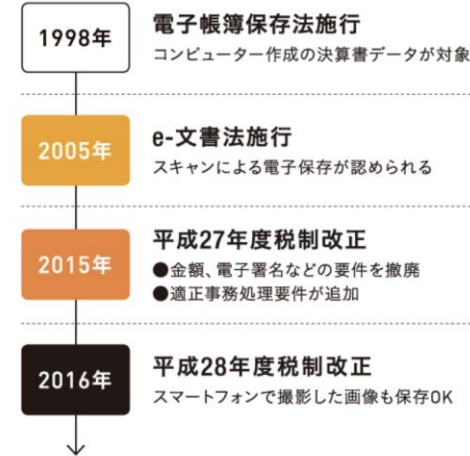 1998年
電子帳簿保存法施行
コンピューター作成の決算書データが対象
2005年
e-文書法施行
スキャンによる電子保存が認められる
2015年
平成27年度税制改正
●金額、電子署名などの要件を撤廃
●適正事務処理要件が追加
2016年
平成28年度税制改正
スマートフォンで撮影した画像も保存OK